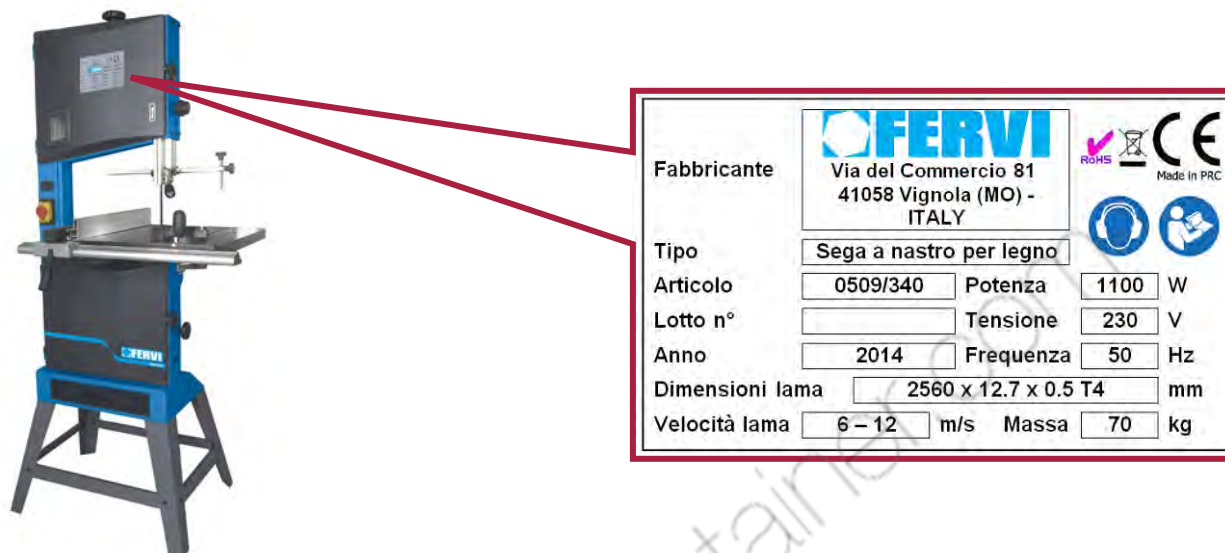 FERVI
Fabbricante
FERVI
Via del Commercio 81
41058 Vignola (MO) -
ITALY
RoHS
CE
Made in PRC
Tipo Sega a nastro per legno
Articolo 0509/340 Potenza 1100 W
Lotto n° Tensione 230 V
Anno 2014 Frequenza 50 Hz
Dimensioni lama 2560 x 12.7 x 0.5 T4 mm
Velocità lama 6 – 12 m/s Massa 70 kg